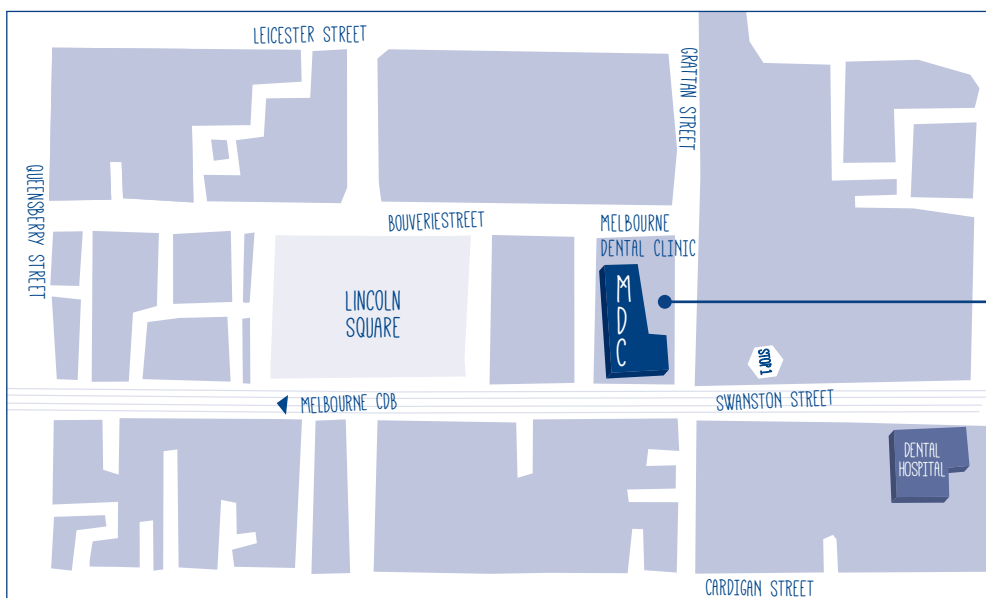 LEICESTER STREET
GRATTAN STREET
QUEENSBERRY STREET
BOUVERIESTREET
MELBOURNE
DENTAL CLINIC
LINCOLN
SQUARE
MDC
STOP 1
MELBOURNE CDB
SWANSTON STREET
DENTAL
HOSPITAL
CARDIGAN STREET